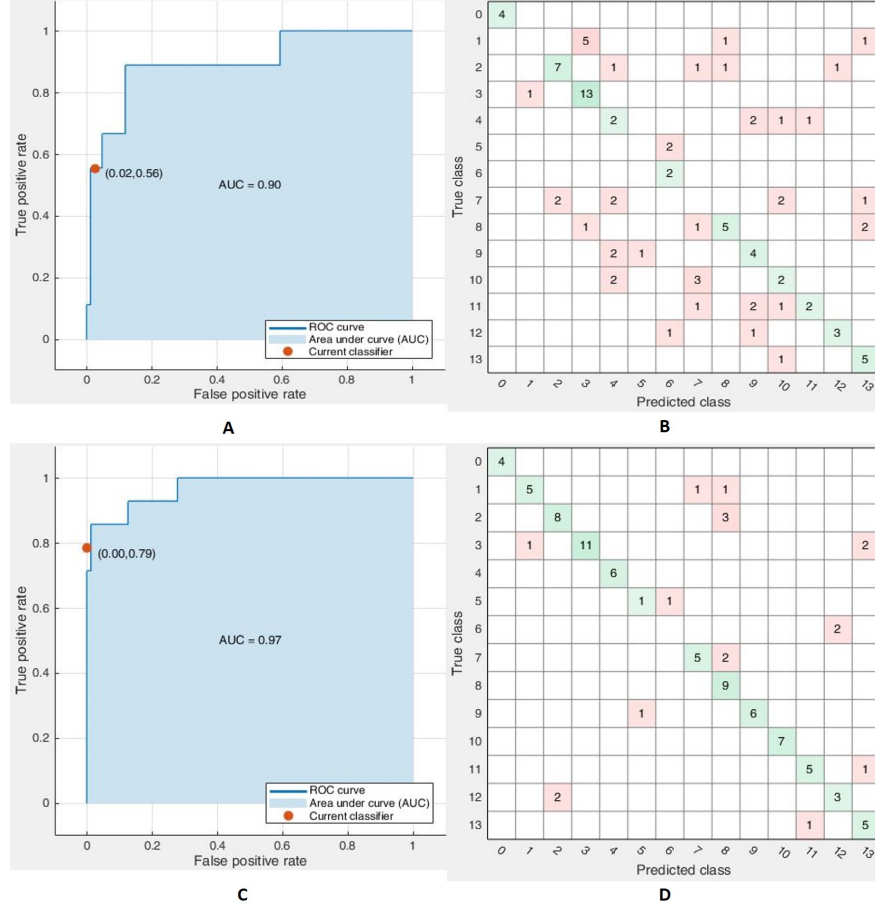 1
0.8
0.6
0.4
0.2
0
True positive rate
(0.02,0.56)
AUC = 0.90
ROC curve
Area under curve (AUC)
Current classifier
0 0.2 0.4 0.6 0.8 1
False positive rate
A
True class
0 4
1 5 1 1
2 7 1 1 1 1
3 1 13
4 2 2 1 1
5 2
6 2
7 2 2 2 1
8 1 1 5 2
9 2 1 4
10 2 3 2
11 1 2 1 2
12 1 1 3
13 1 5
0 1 2 3 4 5 6 7 8 9 10 11 12 13
Predicted class
B
1
0.8
0.6
0.4
0.2
0
True positive rate
(0.00,0.79)
AUC = 0.97
ROC curve
Area under curve (AUC)
Current classifier
0 0.2 0.4 0.6 0.8 1
False positive rate
C
True class
0 4
1 5 1 1
2 8 3
3 1 11 2
4 6
5 1 1
6 2
7 5 2
8 9
9 1 6
10 7
11 5 1
12 2 3
13 1 5
0 1 2 3 4 5 6 7 8 9 10 11 12 13
Predicted class
D